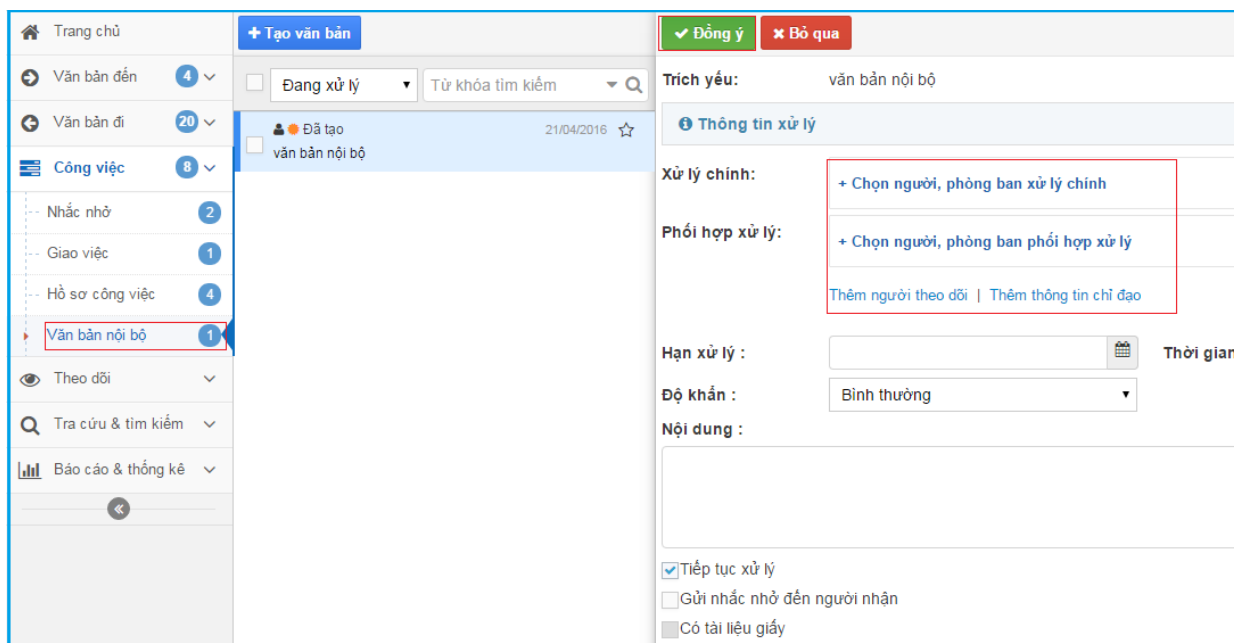 Trang chủ
Văn bản đến 4
Văn bản đi 20
Công việc 8
Nhắc nhở 2
Giao việc 1
Hồ sơ công việc 4
Văn bản nội bộ 1
Theo dõi
Tra cứu & tìm kiếm
Báo cáo & thống kê
+ Tạo văn bản
Đang xử lý Từ khóa tìm kiếm
Đã tạo 21/04/2016
văn bản nội bộ
Đồng ý Bỏ qua
Trích yếu: văn bản nội bộ
Thông tin xử lý
Xử lý chính: + Chọn người, phòng ban xử lý chính
Phối hợp xử lý: + Chọn người, phòng ban phối hợp xử lý
Thêm người theo dõi | Thêm thông tin chỉ đạo
Hạn xử lý : Thời gian
Độ khẩn : Bình thường
Nội dung :
Tiếp tục xử lý
Gửi nhắc nhở đến người nhận
Có tài liệu giấy